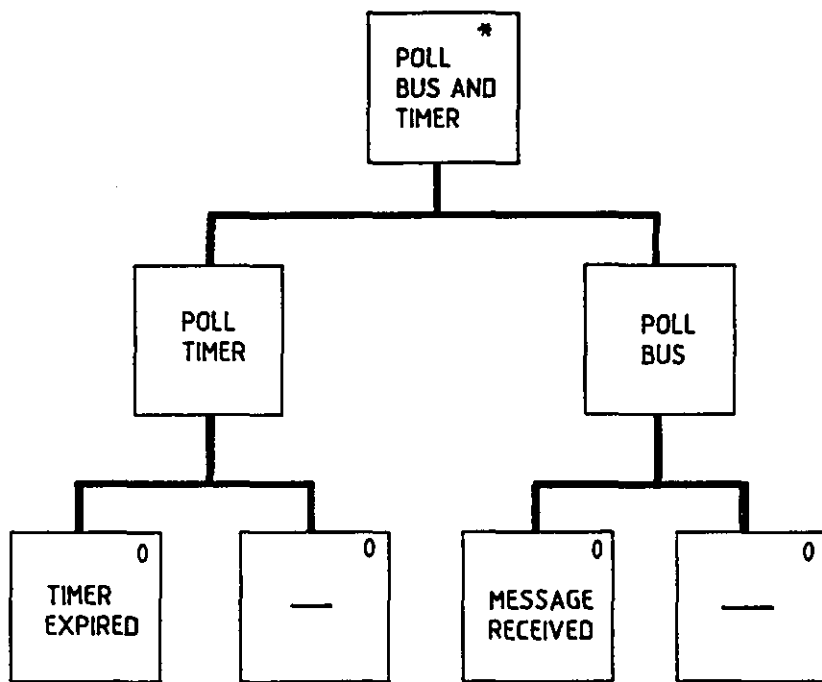 *
POLL
BUS AND
TIMER
POLL
TIMER
POLL
BUS
0
TIMER
EXPIRED
0
—
0
MESSAGE
RECEIVED
0
—